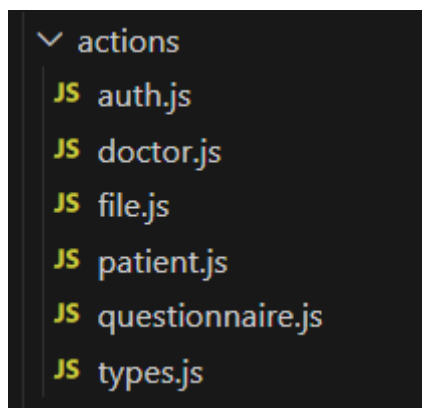 actions
JS auth.js
JS doctor.js
JS file.js
JS patient.js
JS questionnaire.js
JS types.js